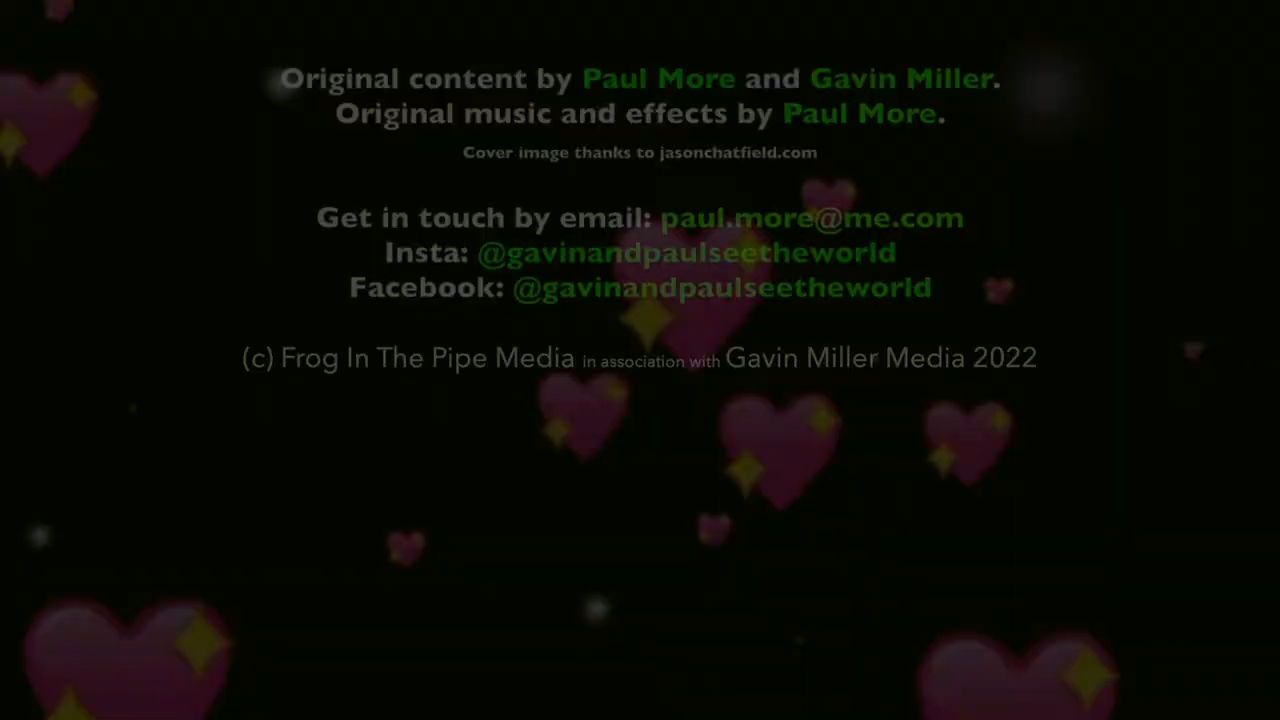 Original content by Paul More and Gavin Miller.
Original music and effects by Paul More.
Cover image thanks to jasonchatfield.com
Get in touch by email: paul.more@me.com
Insta: @gavinandpaulseetheworld
Facebook: @gavinandpaulseetheworld
(c) Frog In The Pipe Media in association with Gavin Miller Media 2022